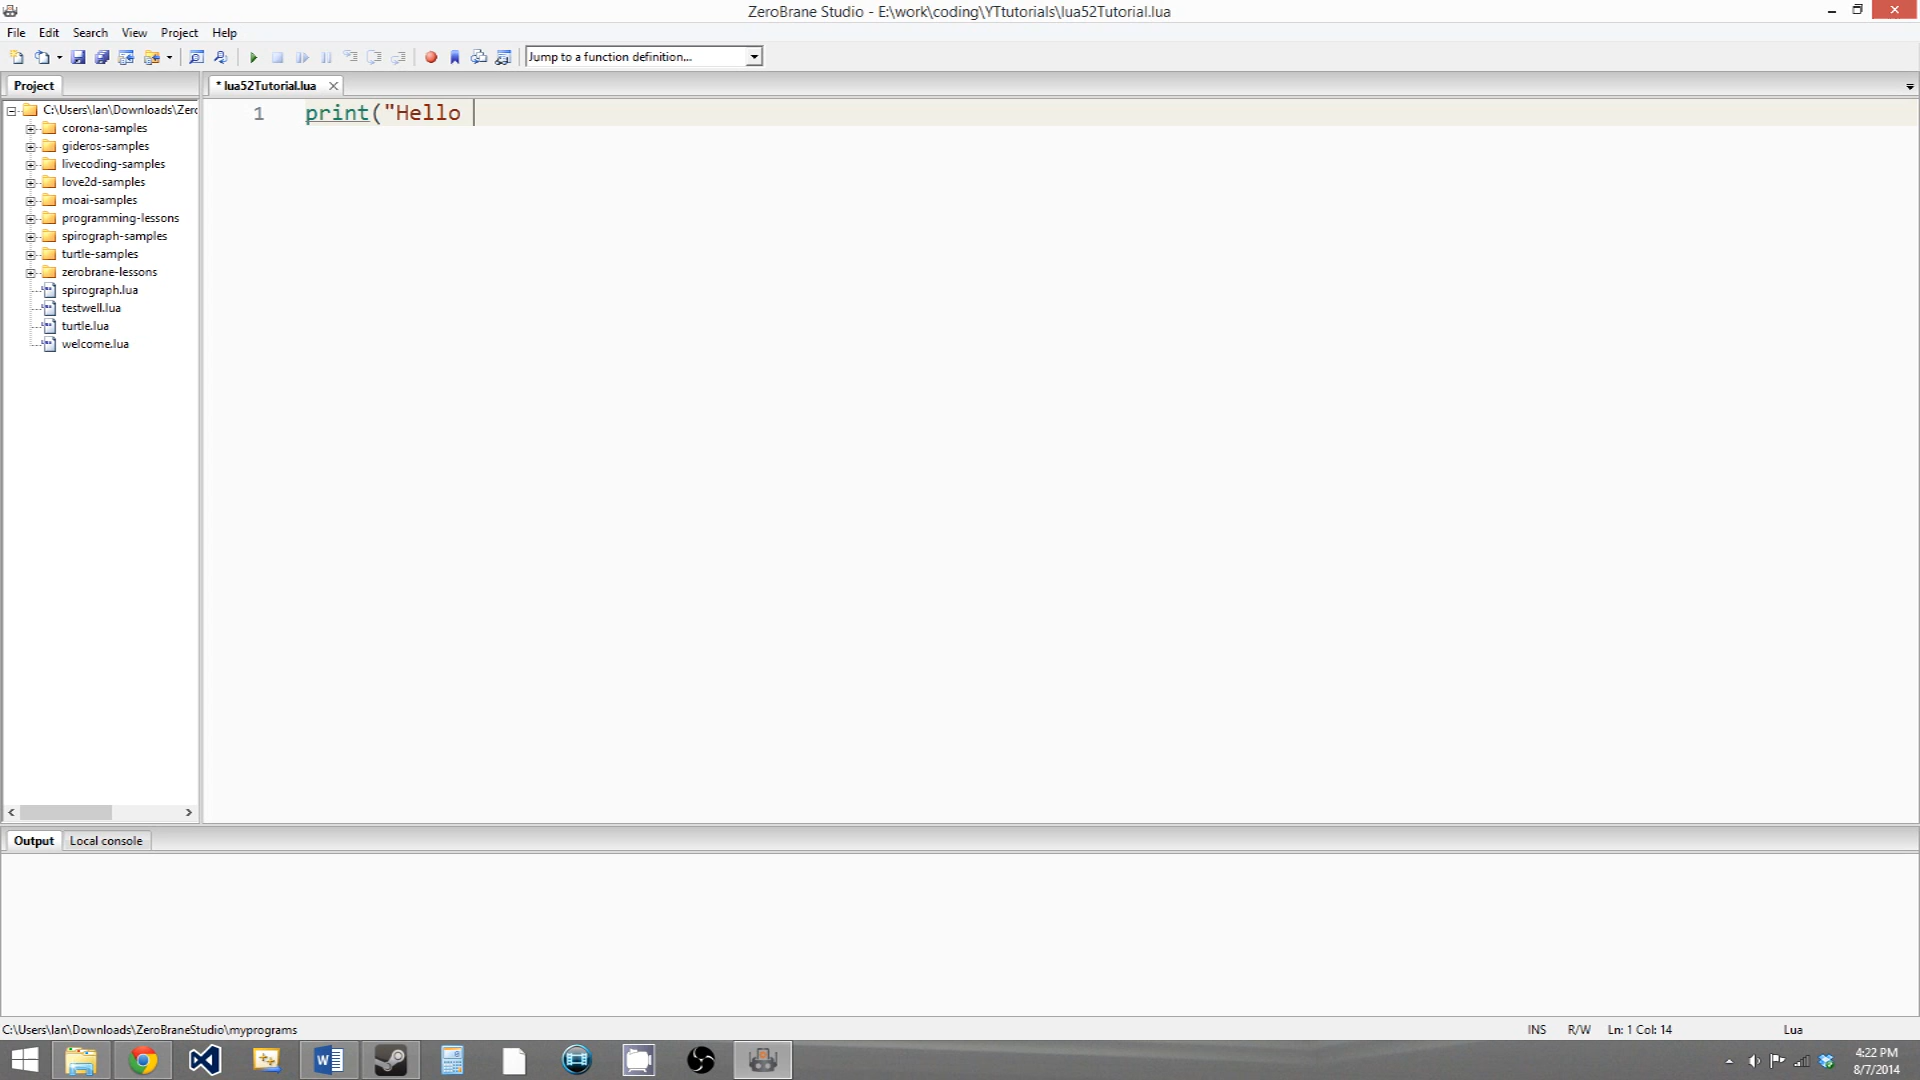 ZeroBrane Studio - E:\work\coding\YTtutorials\lua52Tutorial.lua
File Edit Search View Project Help
Jump to a function definition...
Project
* lua52Tutorial.lua
C:\Users\Ian\Downloads\Zero
corona-samples
gideros-samples
livecoding-samples
love2d-samples
moai-samples
programming-lessons
spirograph-samples
turtle-samples
zerobrane-lessons
spirograph.lua
testwell.lua
turtle.lua
welcome.lua
1 print("Hello
Output Local console
C:\Users\Ian\Downloads\ZeroBraneStudio\myprograms
INS R/W Ln: 1 Col: 14 Lua
4:22 PM
8/7/2014